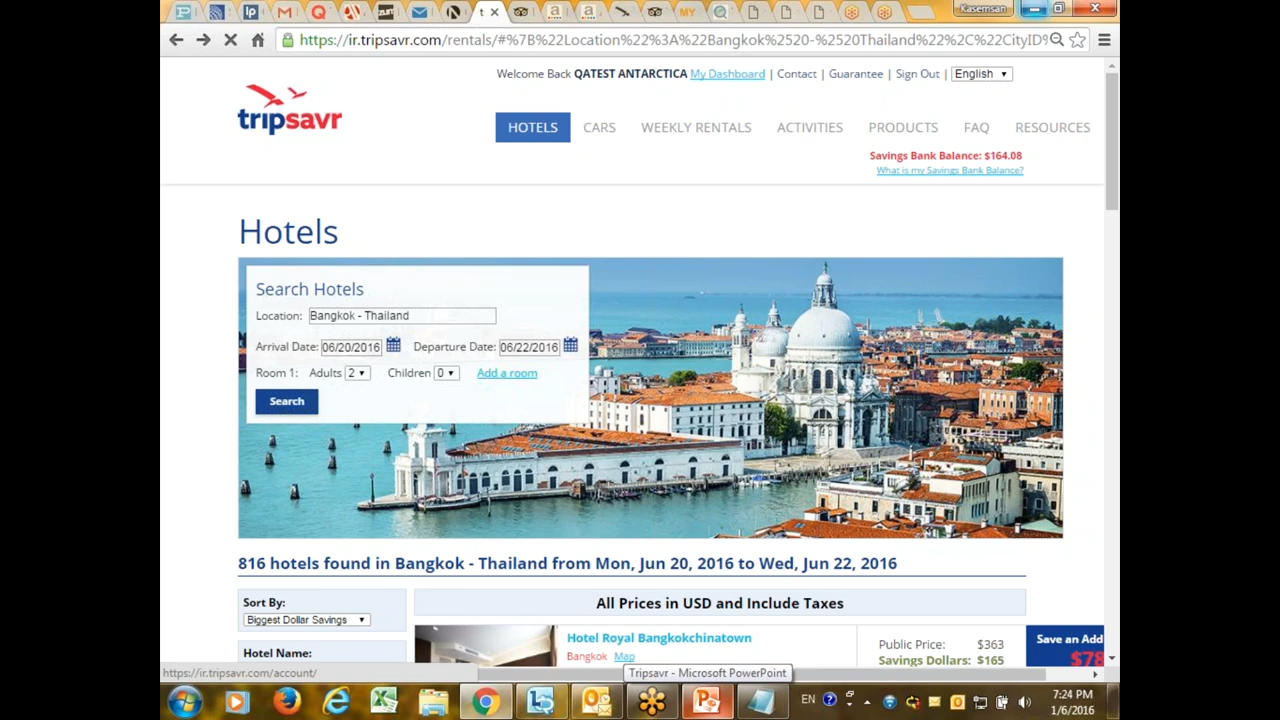 Kasemsan
https://ir.tripsavr.com/rentals/#%7B%22Location%22%3A%22Bangkok%2520-%2520Thailand%22%2C%22CityID%
Welcome Back QATEST ANTARCTICA My Dashboard | Contact | Guarantee | Sign Out | English
tripsavr
HOTELS CARS WEEKLY RENTALS ACTIVITIES PRODUCTS FAQ RESOURCES
Savings Bank Balance: $164.08
What is my Savings Bank Balance?
Hotels
Search Hotels
Location: Bangkok - Thailand
Arrival Date: 06/20/2016 Departure Date: 06/22/2016
Room 1: Adults 2 Children 0 Add a room
Search
816 hotels found in Bangkok - Thailand from Mon, Jun 20, 2016 to Wed, Jun 22, 2016
Sort By:
Biggest Dollar Savings
Hotel Name:
All Prices in USD and Include Taxes
Hotel Royal Bangkokchinatown
Bangkok Map
Public Price: $363
Savings Dollars: $165
Save an Add
$78
https://ir.tripsavr.com/account/
Tripsavr - Microsoft PowerPoint
EN
7:24 PM
1/6/2016